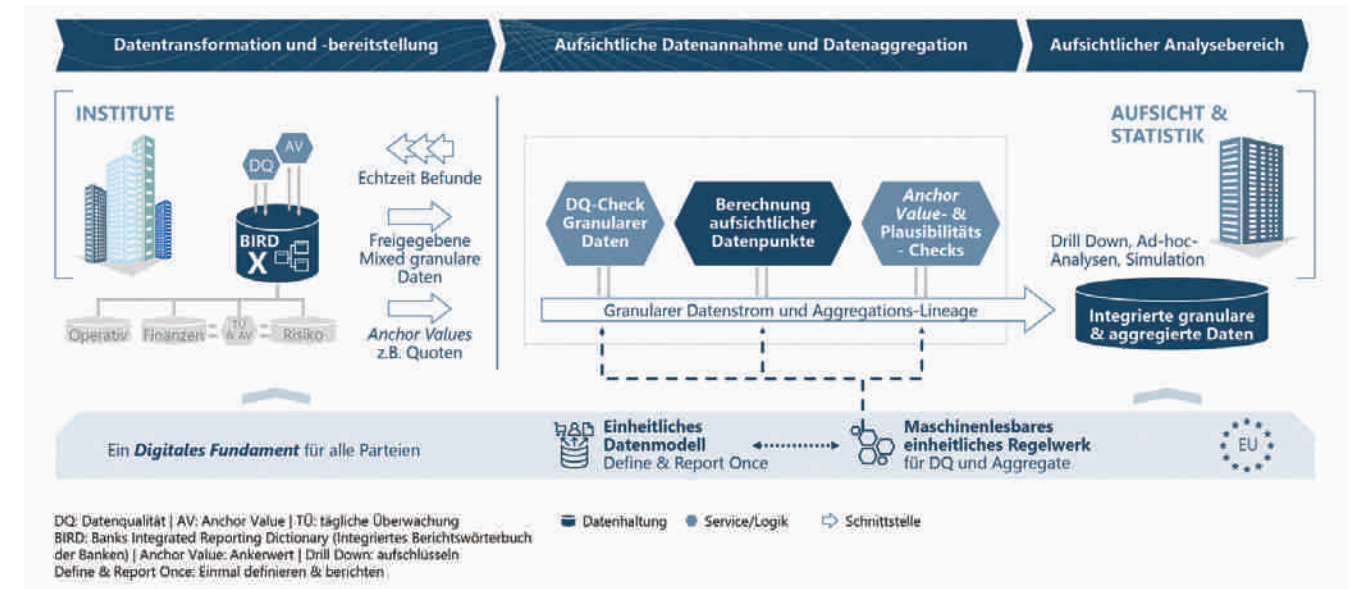 Datentransformation und -bereitstellung
Aufsichtliche Datenannahme und Datenaggregation
Aufsichtlicher Analysebereich
INSTITUTE
DQ
AV
BIRD
X
Operativ
Finanzen
TÜ
& AV
Risiko
Echtzeit Befunde
Freigegebene
Mixed granulare
Daten
Anchor Values
z.B. Quoten
DQ-Check
Granularer
Daten
Berechnung
aufsichtlicher
Datenpunkte
Anchor
Value- &
Plausibilitäts
- Checks
Granularer Datenstrom und Aggregations-Lineage
AUFSICHT &
STATISTIK
Drill Down, Ad-hoc-
Analysen, Simulation
Integrierte granulare
& aggregierte Daten
Ein Digitales Fundament für alle Parteien
Einheitliches
Datenmodell
Define & Report Once
Maschinenlesbares
einheitliches Regelwerk
für DQ und Aggregate
EU
DQ: Datenqualität | AV: Anchor Value | TÜ: tägliche Überwachung
BIRD: Banks Integrated Reporting Dictionary (Integriertes Berichtswörterbuch
der Banken) | Anchor Value: Ankerwert | Drill Down: aufschlüsseln
Define & Report Once: Einmal definieren & berichten
Datenhaltung
Service/Logik
Schnittstelle